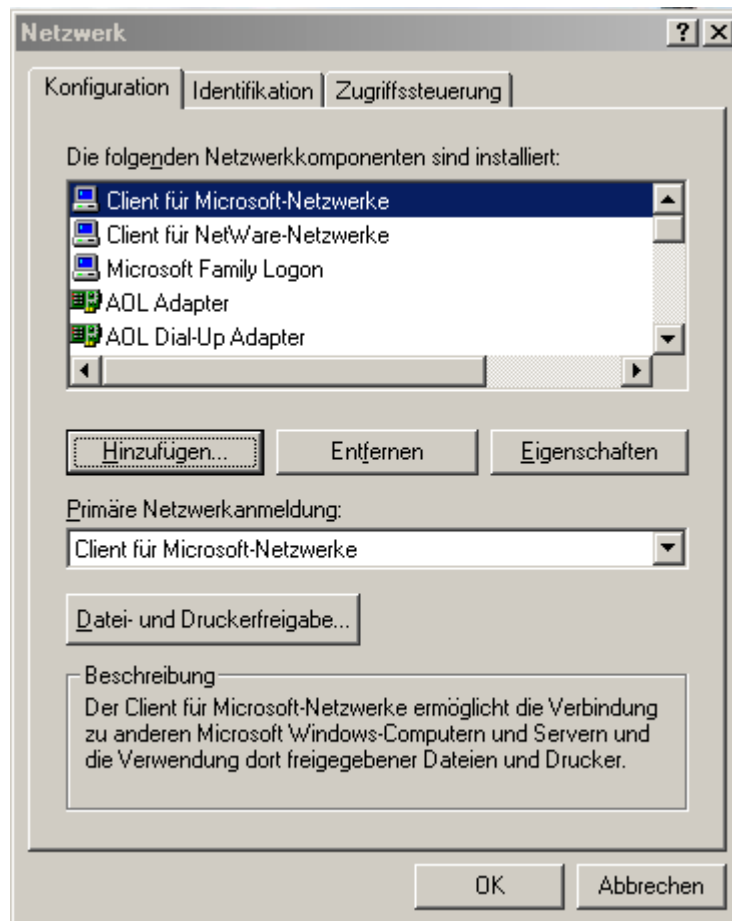 Netzwerk
Konfiguration
Identifikation
Zugriffssteuerung
Die folgenden Netzwerkkomponenten sind installiert:
Client für Microsoft-Netzwerke
Client für NetWare-Netzwerke
Microsoft Family Logon
AOL Adapter
AOL Dial-Up Adapter
Hinzufügen...
Entfernen
Eigenschaften
Primäre Netzwerkanmeldung:
Client für Microsoft-Netzwerke
Datei- und Druckerfreigabe...
Beschreibung
Der Client für Microsoft-Netzwerke ermöglicht die Verbindung
zu anderen Microsoft Windows-Computern und Servern und
die Verwendung dort freigegebener Dateien und Drucker.
OK
Abbrechen